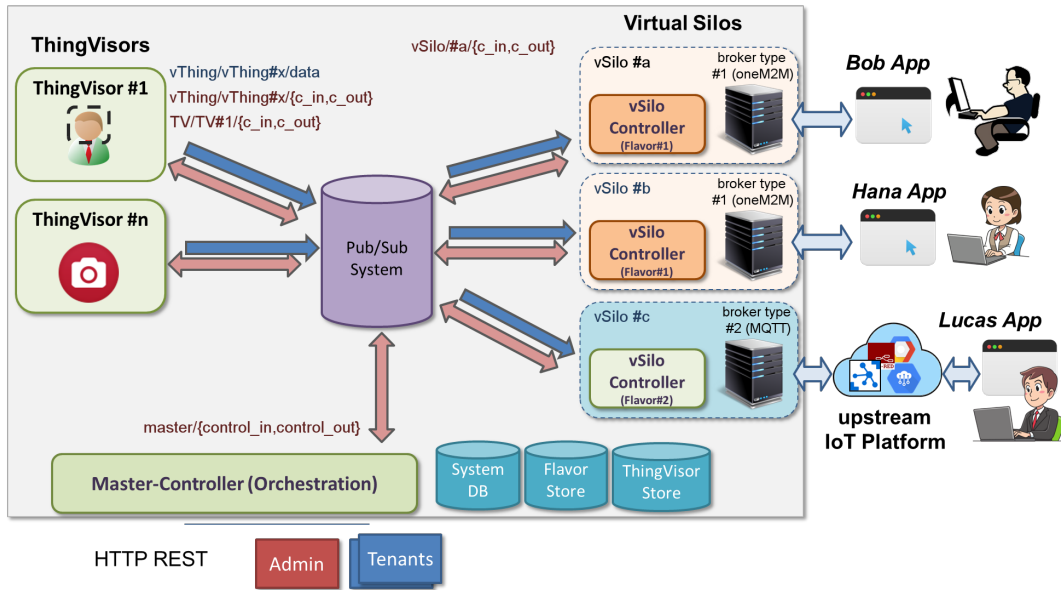 ThingVisors
Virtual Silos
ThingVisor #1
vThing/vThing#x/data
vThing/vThing#x/{c_in,c_out}
TV/TV#1/{c_in,c_out}
ThingVisor #n
Pub/Sub
System
vSilo/#a/{c_in,c_out}
vSilo #a
broker type
#1 (oneM2M)
vSilo
Controller
(Flavor#1)
Bob App
vSilo #b
broker type
#1 (oneM2M)
vSilo
Controller
(Flavor#1)
Hana App
vSilo #c
broker type
#2 (MQTT)
vSilo
Controller
(Flavor#2)
-RED
upstream
IoT Platform
Lucas App
master/{control_in,control_out}
Master-Controller (Orchestration)
System
DB
Flavor
Store
ThingVisor
Store
HTTP REST
Admin
Tenants